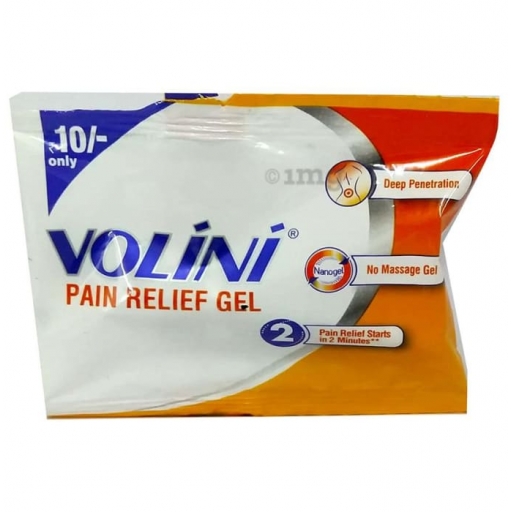 10/-
only
© 1mg
Deep Penetration
VOLINI®
Nanogel
No Massage Gel
PAIN RELIEF GEL
2
Pain Relief Starts
in 2 Minutes**